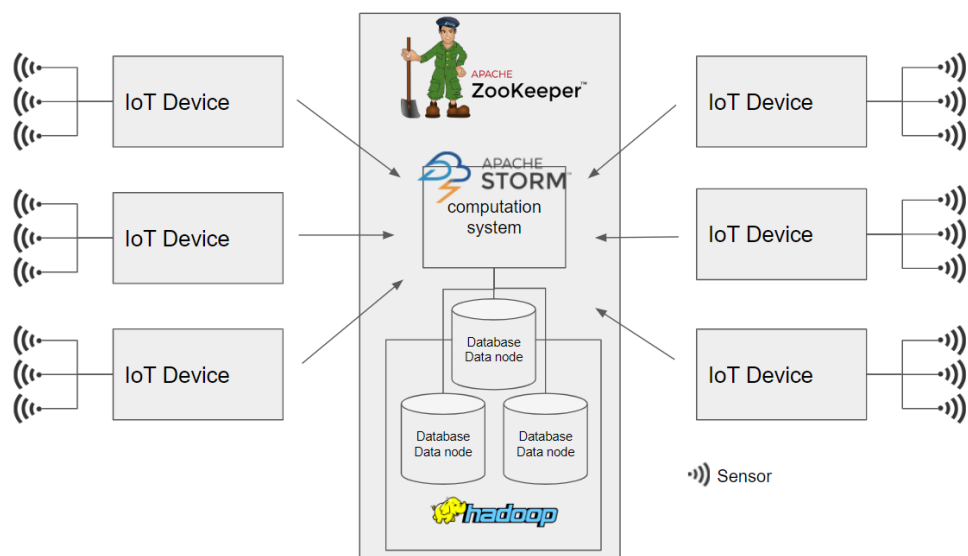 APACHE
ZooKeeper™
IoT Device
IoT Device
APACHE
STORM™
computation
system
IoT Device
IoT Device
Database
Data node
IoT Device
IoT Device
Database
Data node
Database
Data node
Sensor
hadoop